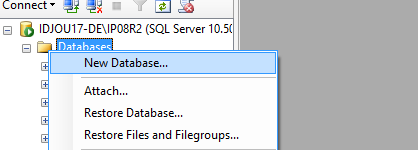 Connect
IDJOU17-DE\IP08R2 (SQL Server 10.50
Databases
New Database...
Attach...
Restore Database...
Restore Files and Filegroups...